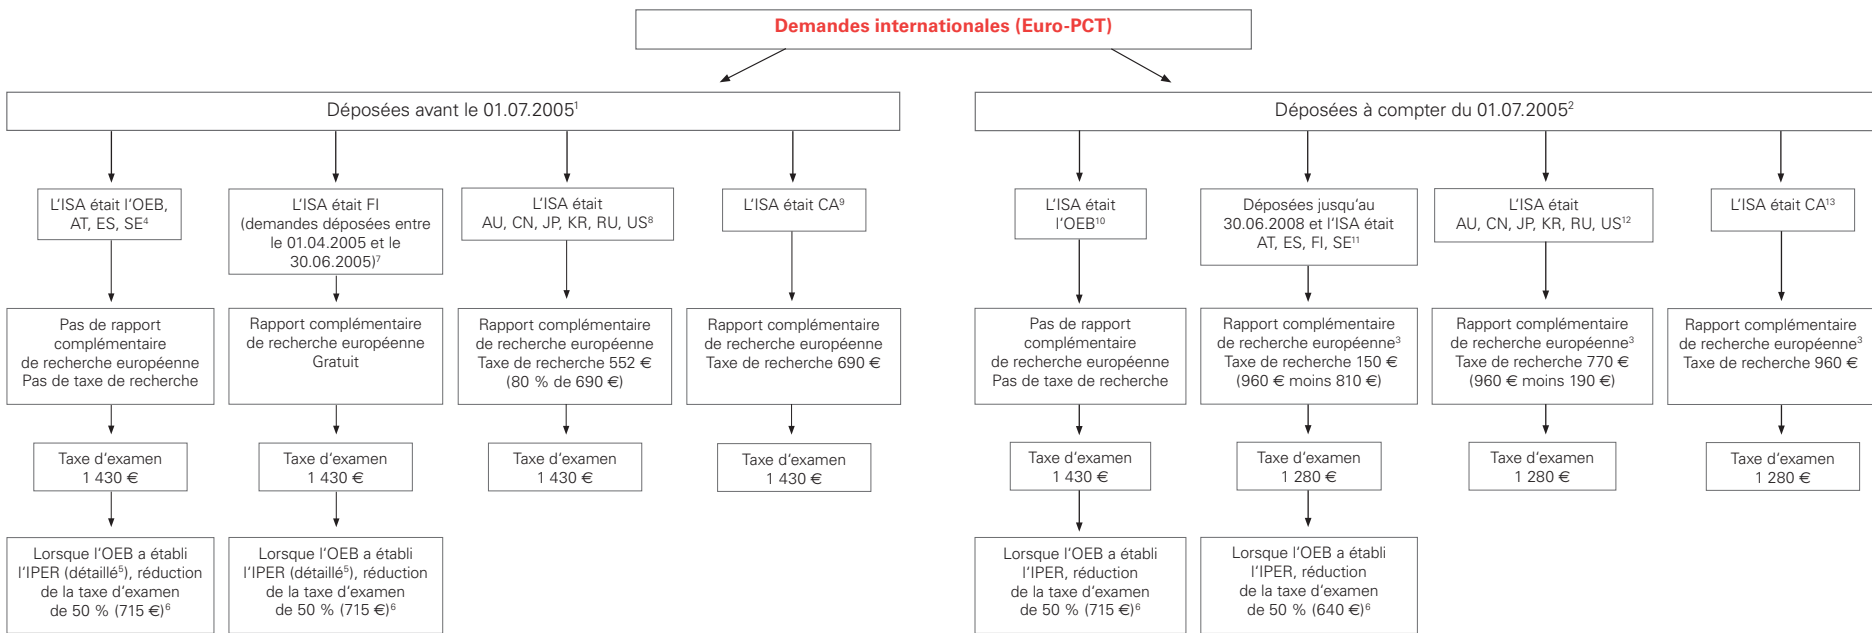 Demandes internationales (Euro-PCT)
Déposées avant le 01.07.2005¹
Déposées à compter du 01.07.2005²
L'ISA était l'OEB,
AT, ES, SE⁴
L'ISA était FI
(demandes déposées entre
le 01.04.2005 et le
30.06.2005)⁷
L'ISA était
AU, CN, JP, KR, RU, US⁸
L'ISA était CA⁹
L'ISA était
l'OEB¹⁰
Déposées jusqu'au
30.06.2008 et l'ISA était
AT, ES, FI, SE¹¹
L'ISA était
AU, CN, JP, KR, RU, US¹²
L'ISA était CA¹³
Pas de rapport
complémentaire
de recherche européenne
Pas de taxe de recherche
Rapport complémentaire
de recherche européenne
Gratuit
Rapport complémentaire
de recherche européenne
Taxe de recherche 552 €
(80 % de 690 €)
Rapport complémentaire
de recherche européenne
Taxe de recherche 690 €
Pas de rapport
complémentaire
de recherche européenne
Pas de taxe de recherche
Rapport complémentaire
de recherche européenne³
Taxe de recherche 150 €
(960 € moins 810 €)
Rapport complémentaire
de recherche européenne³
Taxe de recherche 770 €
(960 € moins 190 €)
Rapport complémentaire
de recherche européenne³
Taxe de recherche 960 €
Taxe d'examen
1 430 €
Taxe d'examen
1 430 €
Taxe d'examen
1 430 €
Taxe d'examen
1 430 €
Taxe d'examen
1 430 €
Taxe d'examen
1 280 €
Taxe d'examen
1 280 €
Taxe d'examen
1 280 €
Lorsque l'OEB a établi
l'IPER (détaillé⁵), réduction
de la taxe d'examen
de 50 % (715 €)⁶
Lorsque l'OEB a établi
l'IPER (détaillé⁵), réduction
de la taxe d'examen
de 50 % (715 €)⁶
Lorsque l'OEB a établi
l'IPER, réduction
de la taxe d'examen
de 50 % (715 €)⁶
Lorsque l'OEB a établi
l'IPER, réduction
de la taxe d'examen
de 50 % (640 €)⁶